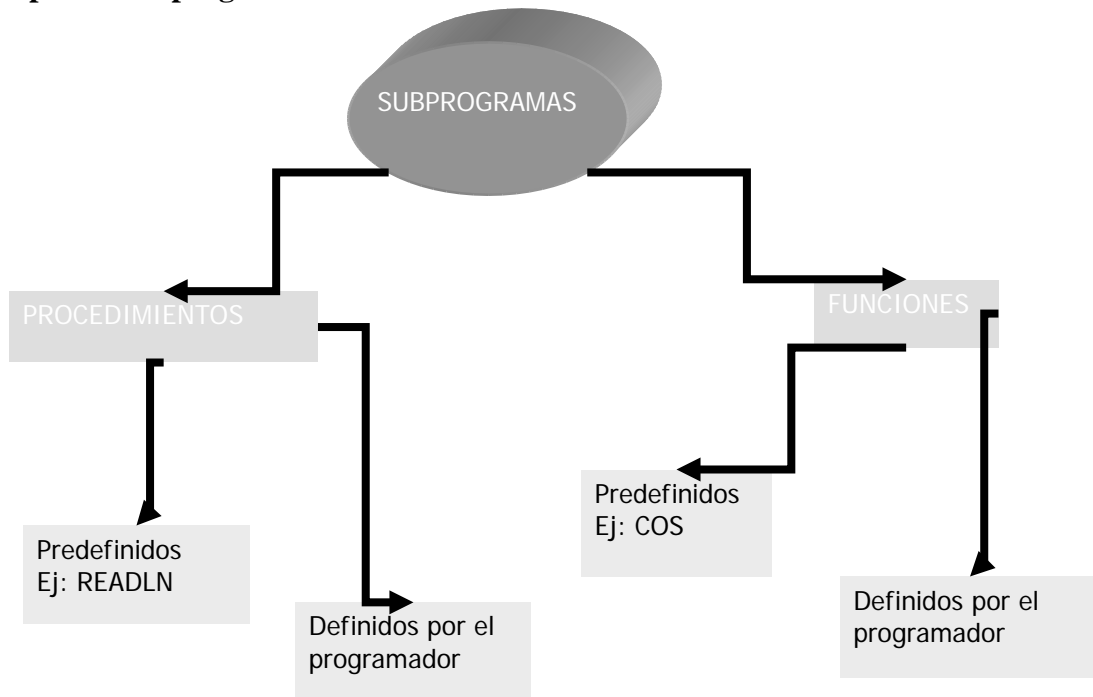 SUBPROGRAMAS
PROCEDIMIENTOS
FUNCIONES
Predefinidos
Ej: READLN
Definidos por el
programador
Predefinidos
Ej: COS
Definidos por el
programador